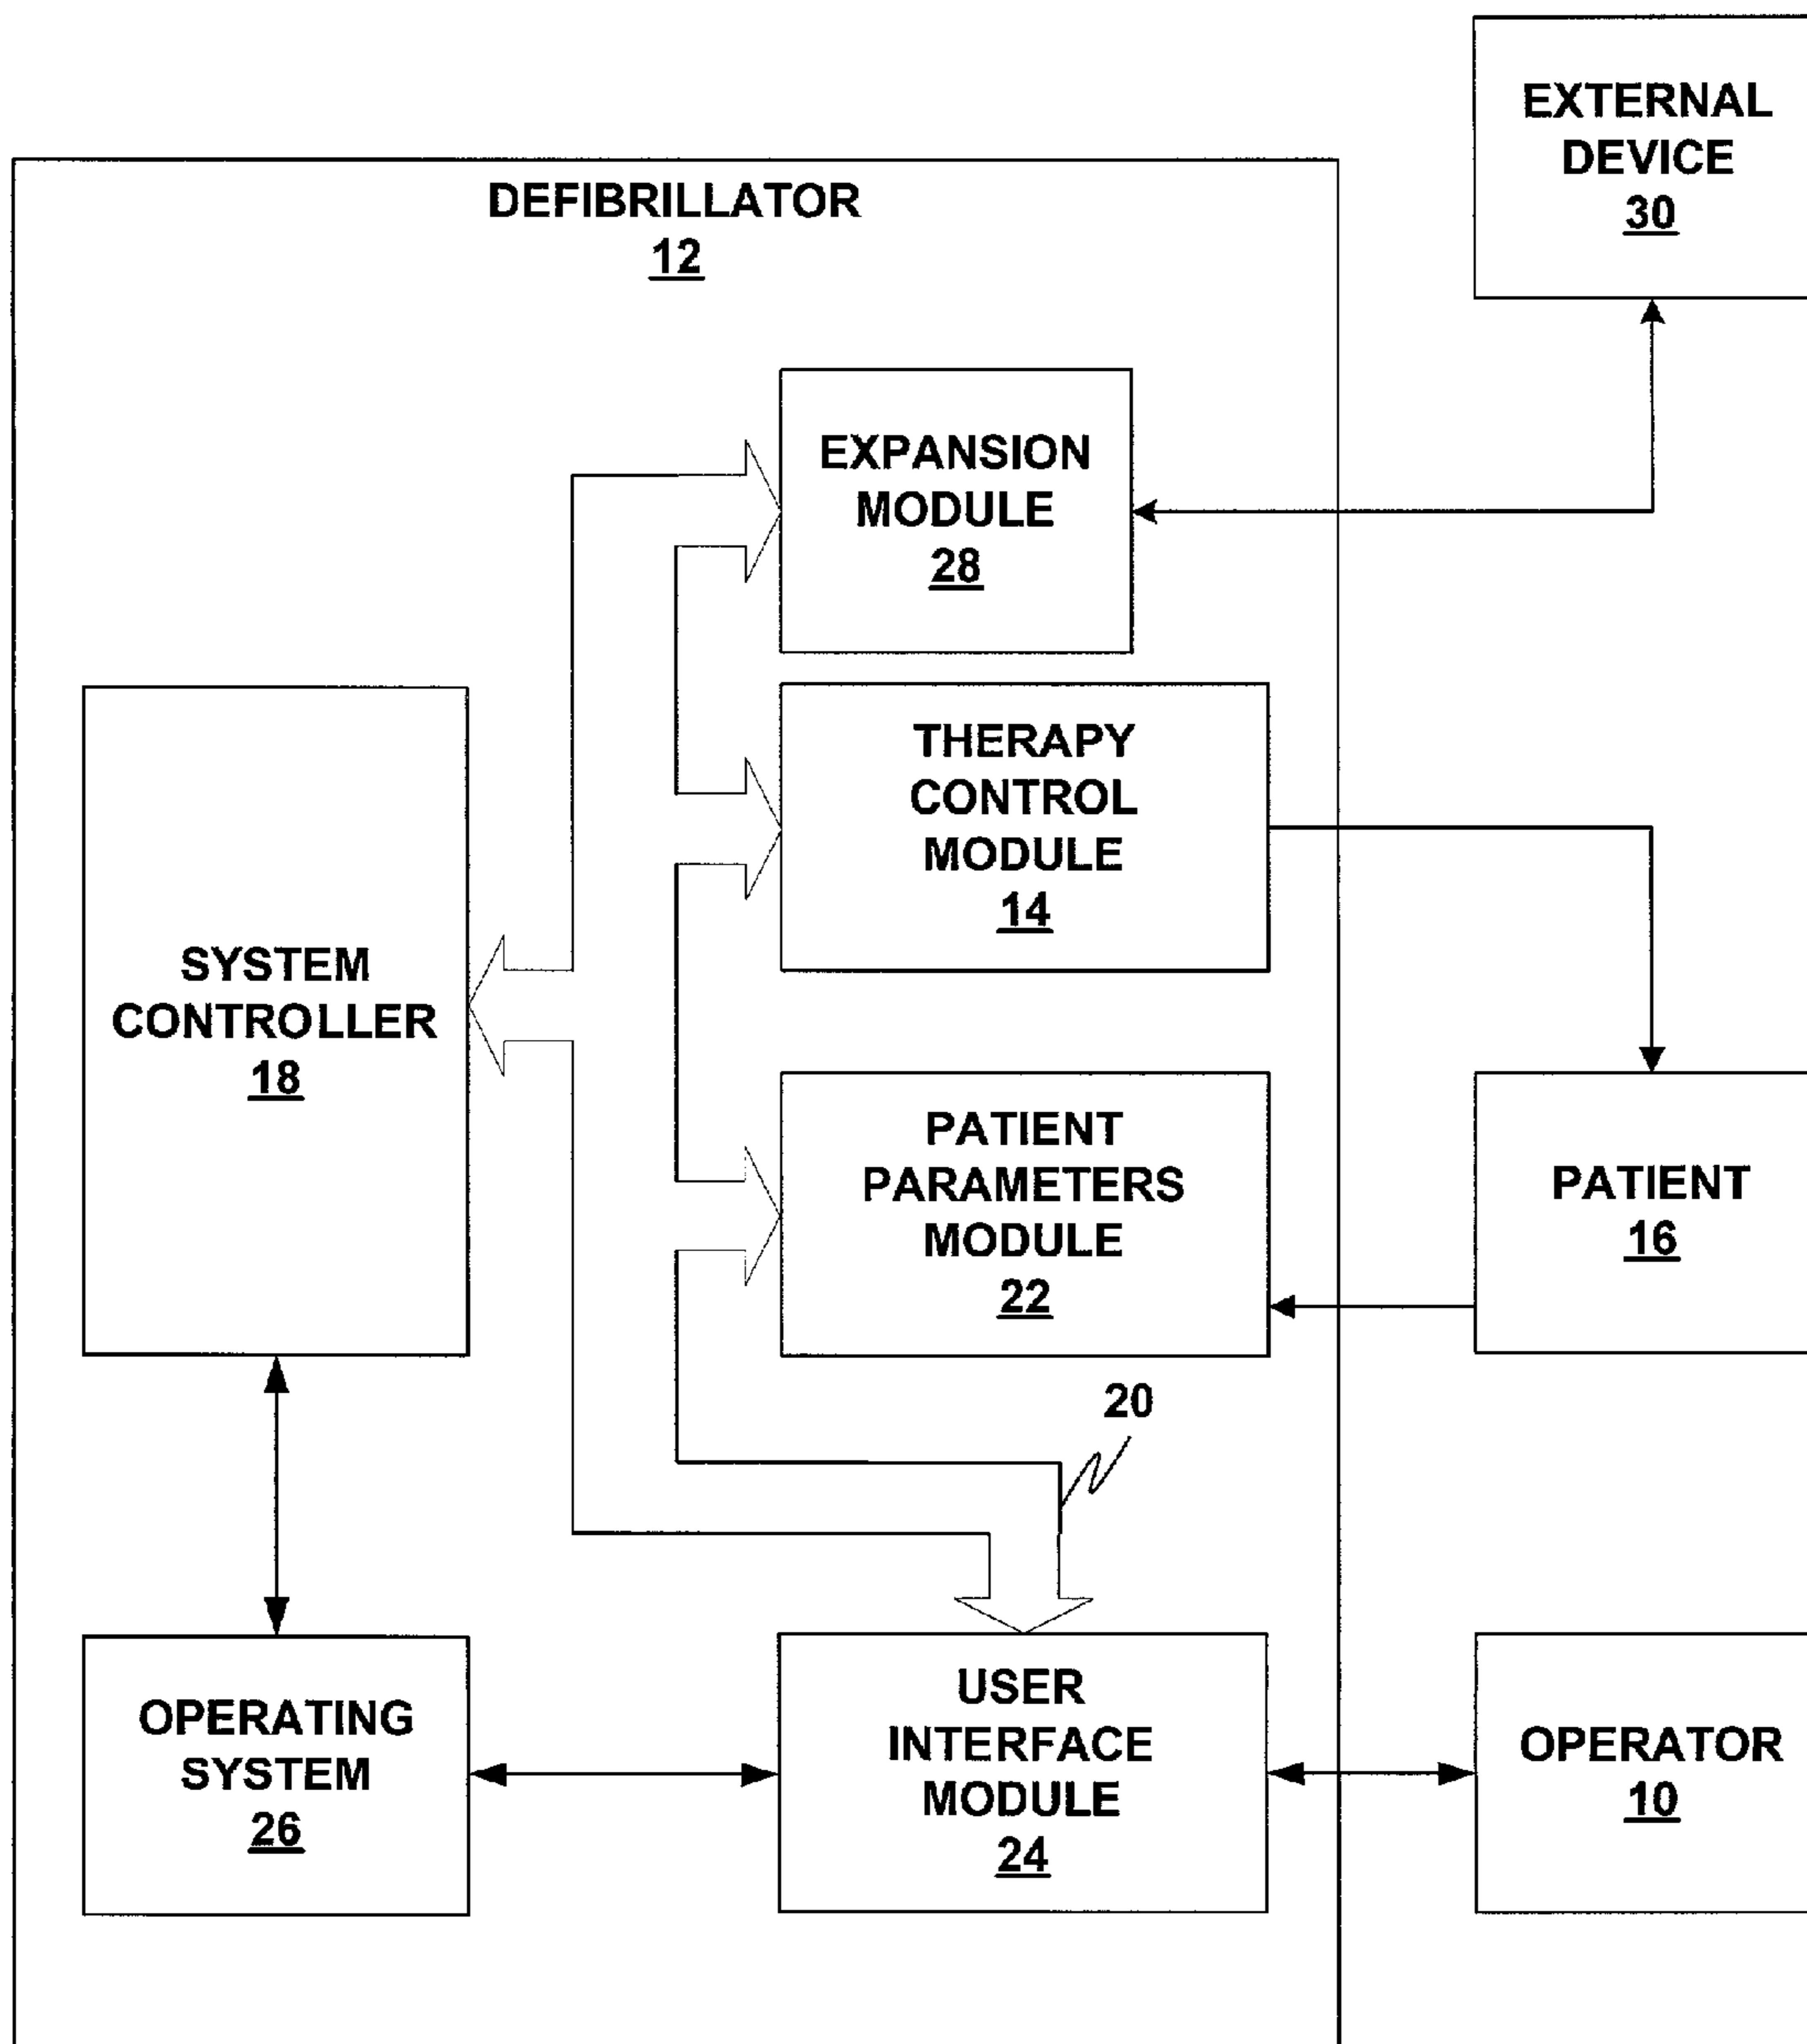 EXTERNAL
DEVICE
30
DEFIBRILLATOR
12
EXPANSION
MODULE
28
THERAPY
CONTROL
MODULE
14
SYSTEM
CONTROLLER
18
PATIENT
PARAMETERS
MODULE
22
PATIENT
16
20
OPERATING
SYSTEM
26
USER
INTERFACE
MODULE
24
OPERATOR
10